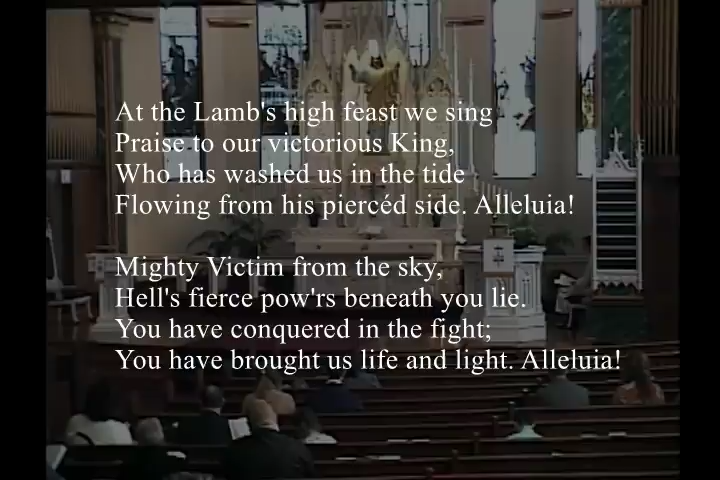 At the Lamb's high feast we sing
Praise to our victorious King,
Who has washed us in the tide
Flowing from his piercéd side. Alleluia!
Mighty Victim from the sky,
Hell's fierce pow'rs beneath you lie.
You have conquered in the fight;
You have brought us life and light. Alleluia!